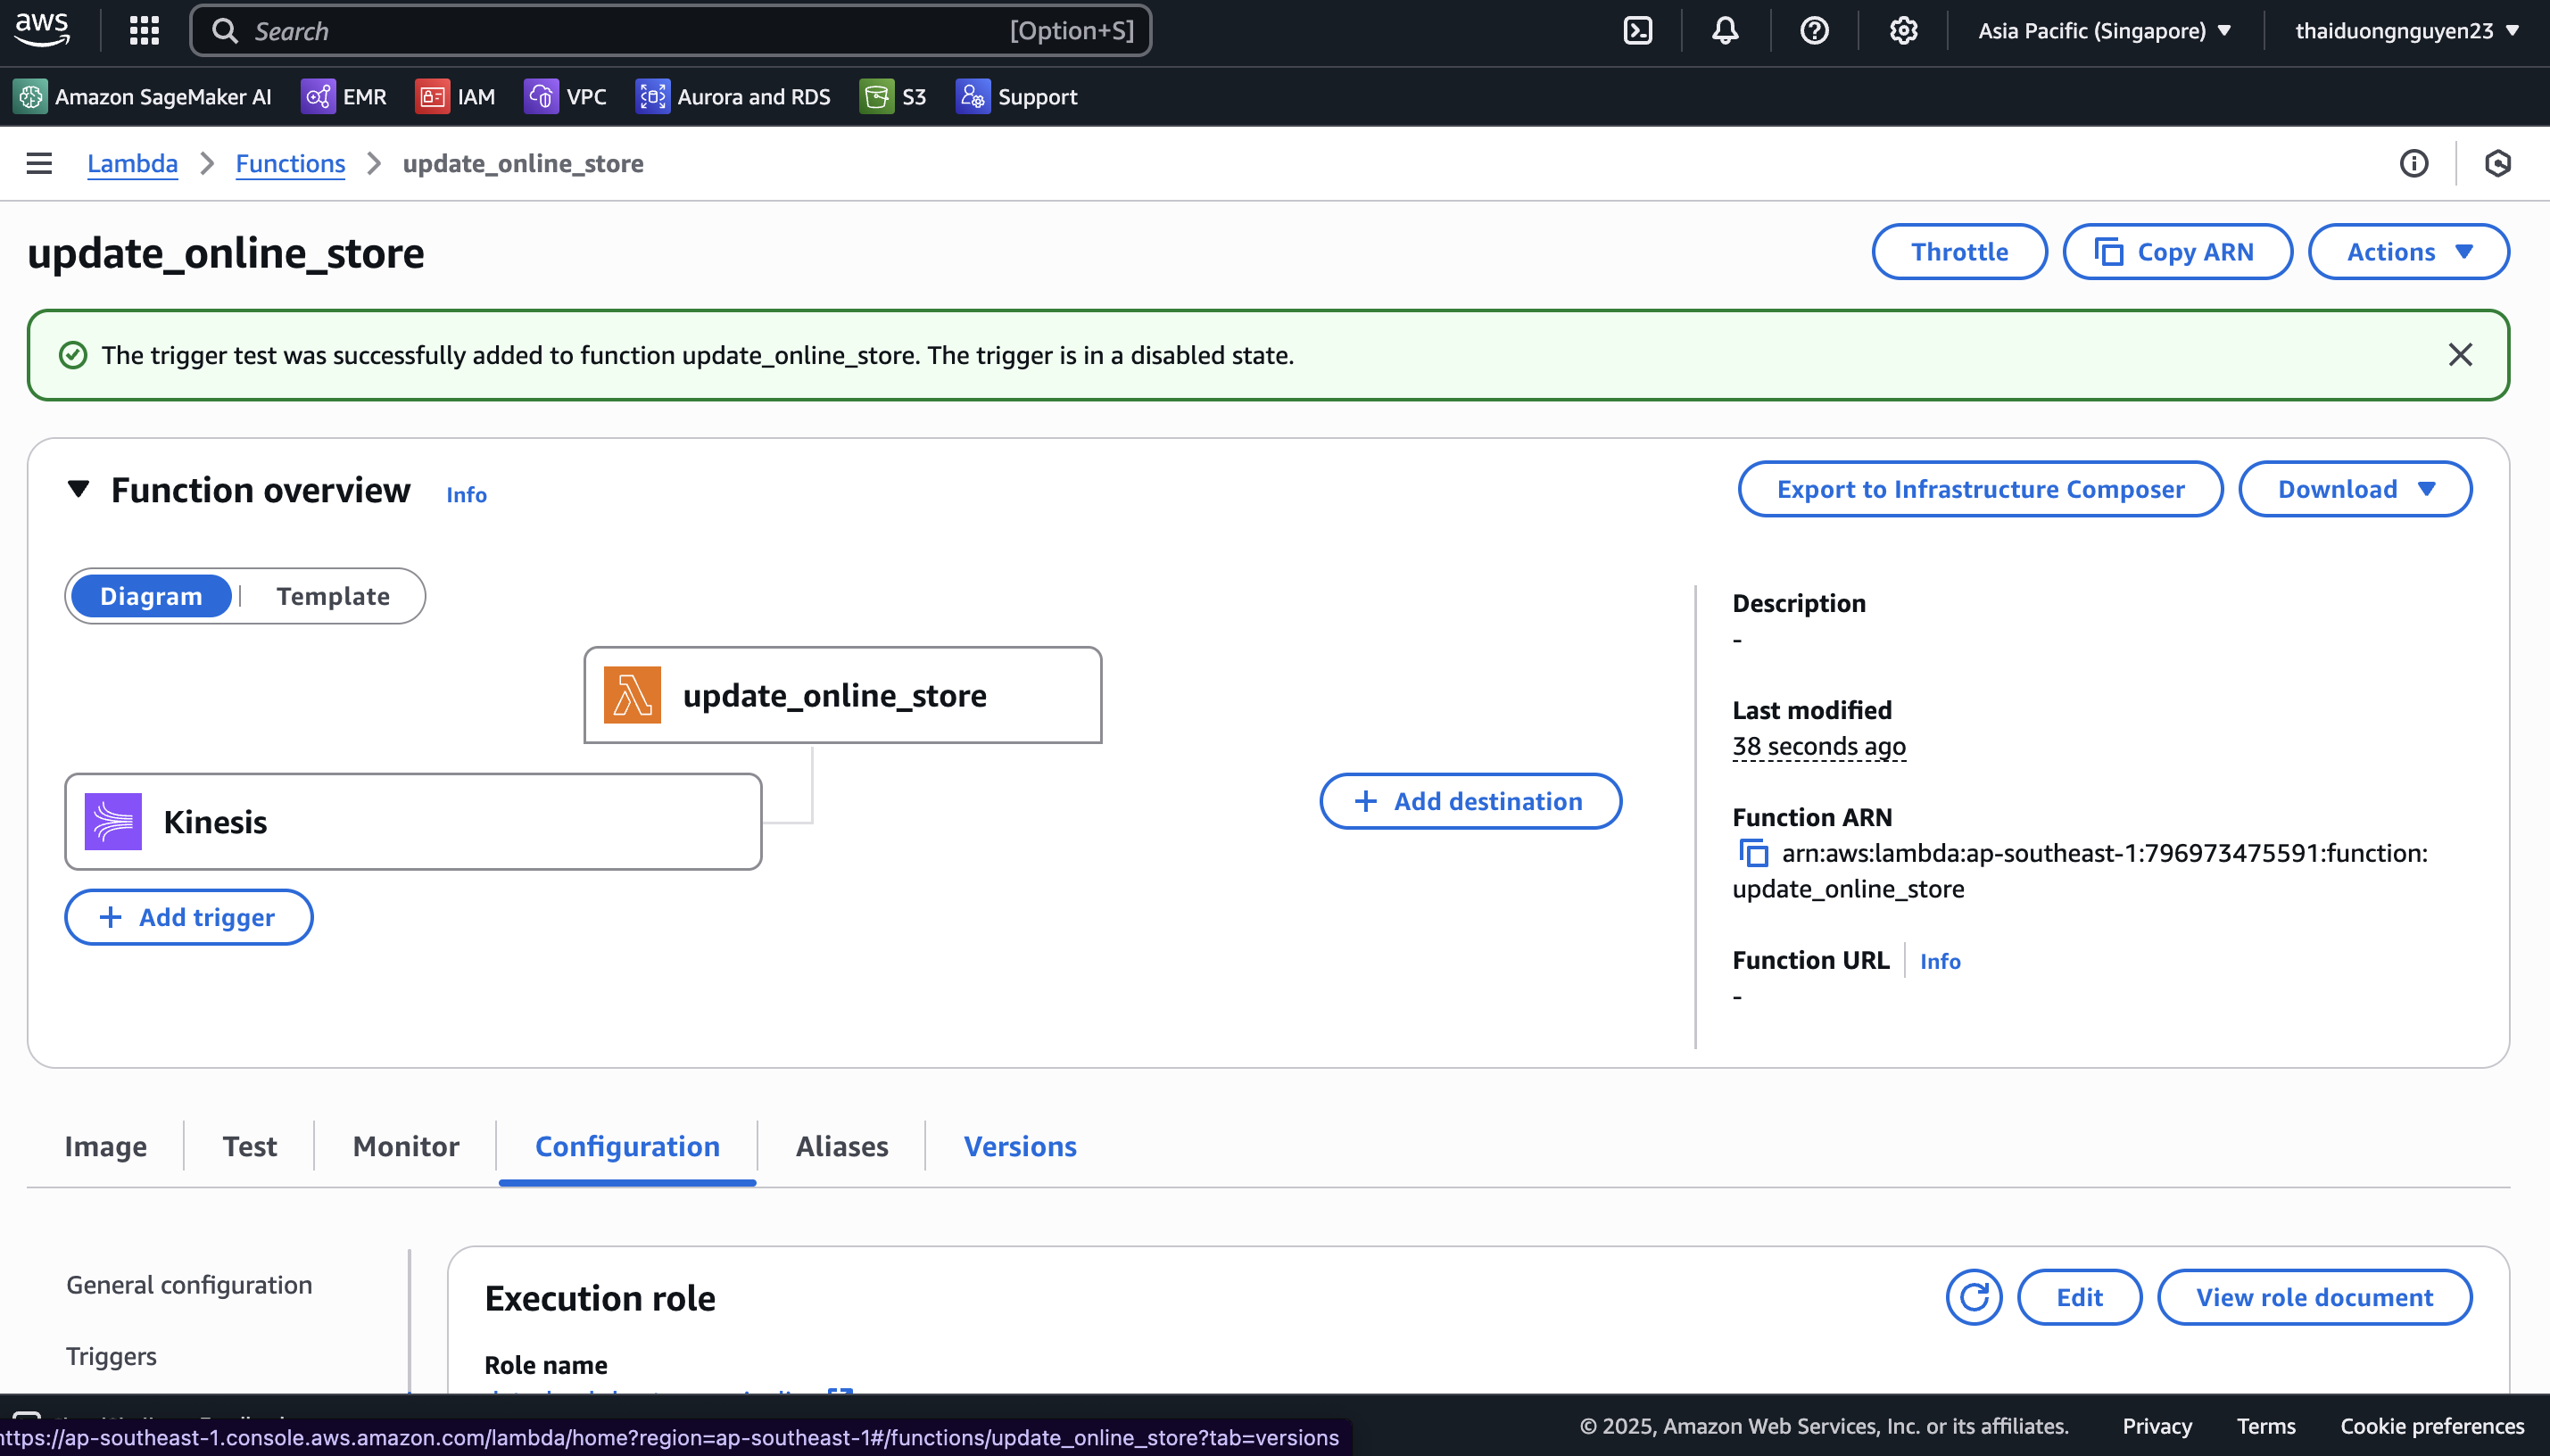 aws
Search [Option+S]
Asia Pacific (Singapore)
thaiduongnguyen23
Amazon SageMaker AI
EMR
IAM
VPC
Aurora and RDS
S3
Support
Lambda
Functions
update_online_store
update_online_store
Throttle
Copy ARN
Actions
The trigger test was successfully added to function update_online_store. The trigger is in a disabled state.
Function overview
Info
Export to Infrastructure Composer
Download
Diagram
Template
update_online_store
Kinesis
Add trigger
Add destination
Description
-
Last modified
38 seconds ago
Function ARN
arn:aws:lambda:ap-southeast-1:796973475591:function:
update_online_store
Function URL
Info
-
Image
Test
Monitor
Configuration
Aliases
Versions
General configuration
Triggers
Execution role
Edit
View role document
Role name
© 2025, Amazon Web Services, Inc. or its affiliates.
Privacy
Terms
Cookie preferences
ttps://ap-southeast-1.console.aws.amazon.com/lambda/home?region=ap-southeast-1#/functions/update_online_store?tab=versions